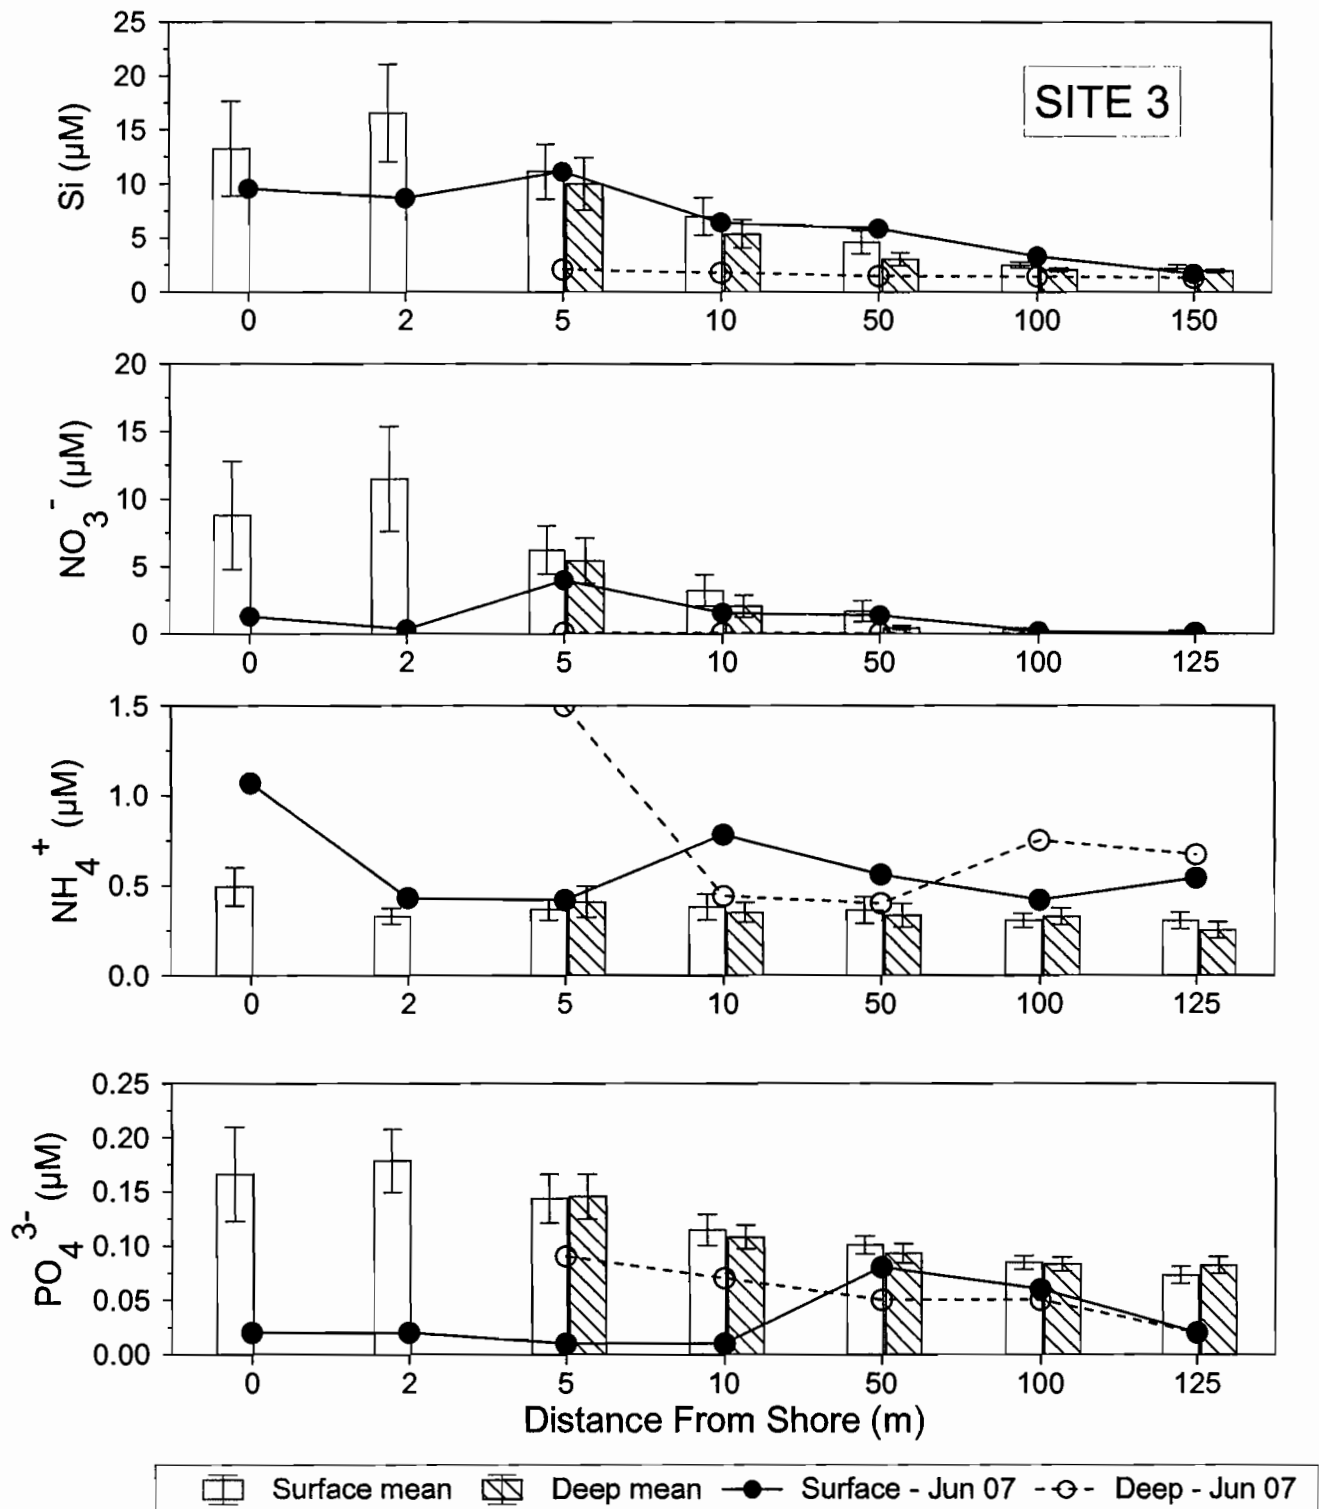 25
20
15
10
5
0
Si (µM)
SITE 3
0 2 5 10 50 100 150
20
15
10
5
0
NO3- (µM)
0 2 5 10 50 100 125
1.5
1.0
0.5
0.0
NH4+ (µM)
0 2 5 10 50 100 125
0.25
0.20
0.15
0.10
0.05
0.00
PO43- (µM)
0 2 5 10 50 100 125
Distance From Shore (m)
Surface mean Deep mean Surface - Jun 07 Deep - Jun 07